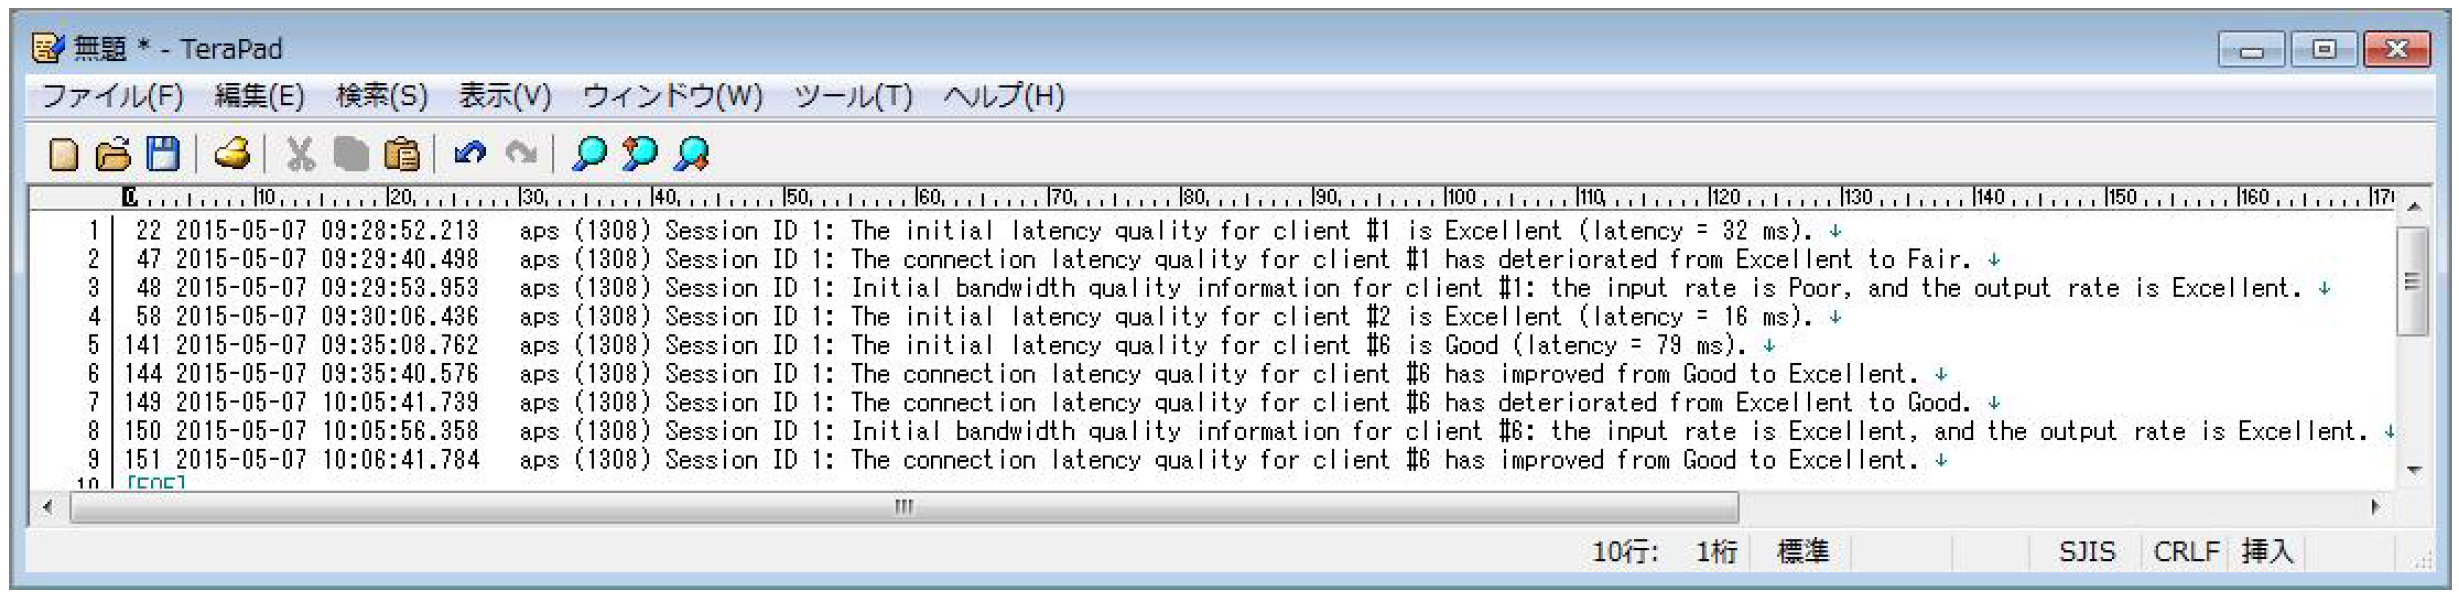 無題 * - TeraPad
ファイル(F) 編集(E) 検索(S) 表示(V) ウィンドウ(W) ツール(T) ヘルプ(H)
0 10 20 30 40 50 60 70 80 90 100 110 120 130 140 150 160 170
1 22 2015-05-07 09:28:52.213 aps (1308) Session ID 1: The initial latency quality for client #1 is Excellent (latency = 32 ms). ↓
2 47 2015-05-07 09:29:40.498 aps (1308) Session ID 1: The connection latency quality for client #1 has deteriorated from Excellent to Fair. ↓
3 48 2015-05-07 09:29:53.953 aps (1308) Session ID 1: Initial bandwidth quality information for client #1: the input rate is Poor, and the output rate is Excellent. ↓
4 58 2015-05-07 09:30:06.436 aps (1308) Session ID 1: The initial latency quality for client #2 is Excellent (latency = 16 ms). ↓
5 141 2015-05-07 09:35:08.762 aps (1308) Session ID 1: The initial latency quality for client #6 is Good (latency = 79 ms). ↓
6 144 2015-05-07 09:35:40.576 aps (1308) Session ID 1: The connection latency quality for client #6 has improved from Good to Excellent. ↓
7 149 2015-05-07 10:05:41.739 aps (1308) Session ID 1: The connection latency quality for client #6 has deteriorated from Excellent to Good. ↓
8 150 2015-05-07 10:05:56.358 aps (1308) Session ID 1: Initial bandwidth quality information for client #6: the input rate is Excellent, and the output rate is Excellent. ↓
9 151 2015-05-07 10:06:41.784 aps (1308) Session ID 1: The connection latency quality for client #6 has improved from Good to Excellent. ↓
10 [EOF]
10行: 1桁 標準 SJIS CRLF 挿入